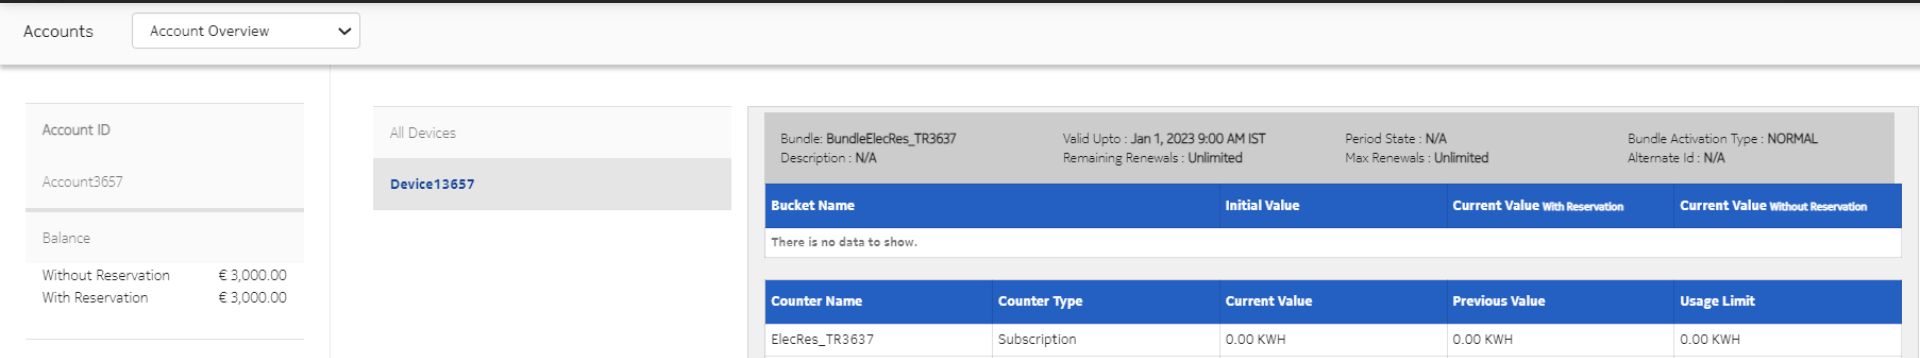 Accounts
Account Overview
Account ID
Account3657
Balance
Without Reservation € 3,000.00
With Reservation € 3,000.00
All Devices
Device13657
Bundle: BundleElecRes_TR3637 Valid Upto : Jan 1, 2023 9:00 AM IST Period State : N/A Bundle Activation Type : NORMAL
Description : N/A Remaining Renewals : Unlimited Max Renewals : Unlimited Alternate Id : N/A
Bucket Name Initial Value Current Value With Reservation Current Value Without Reservation
There is no data to show.
Counter Name Counter Type Current Value Previous Value Usage Limit
ElecRes_TR3637 Subscription 0.00 KWH 0.00 KWH 0.00 KWH